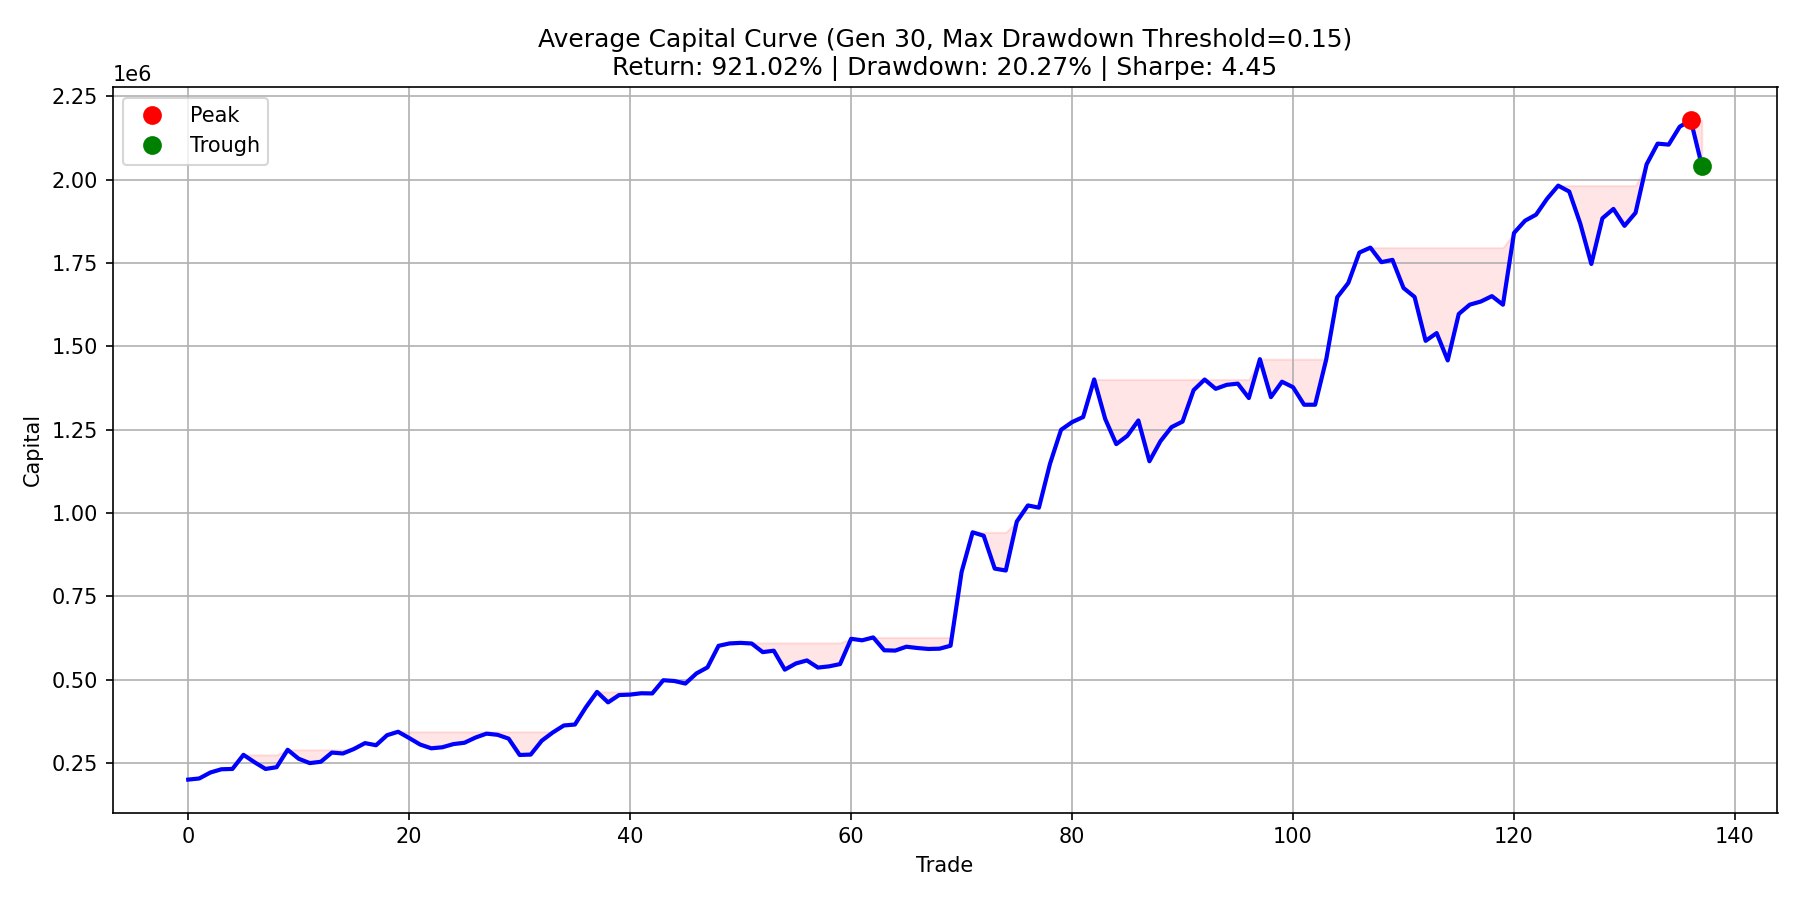 Average Capital Curve (Gen 30, Max Drawdown Threshold=0.15)
Return: 921.02% | Drawdown: 20.27% | Sharpe: 4.45
1e6
Peak
Trough
2.25
2.00
1.75
1.50
1.25
1.00
0.75
0.50
0.25
Capital
0 20 40 60 80 100 120 140
Trade